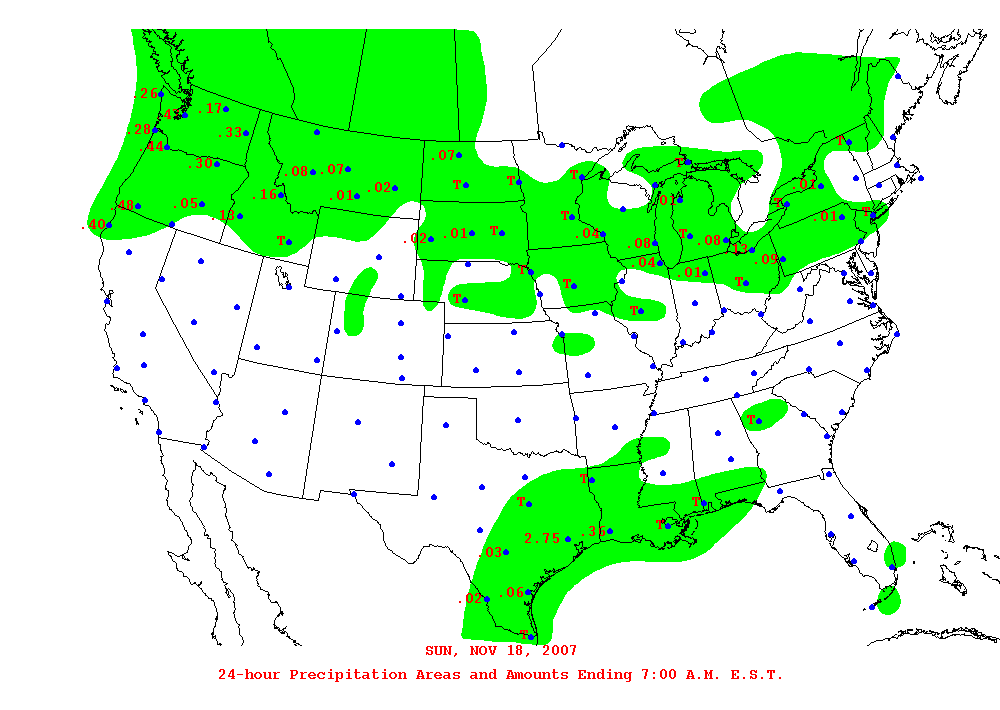 .26
.17
.28
.33
.44
.30
.07
.08 .07
.02
T
T
T
T
T
.16
.01
.01
.01
.48
.05
.13
T
T
.01
T
.40
T
.02
.01
T
.04
.08
T
.08
.13
.09
T
.04
.01
T
T
T
T
T
T
T
T
T
2.75
.36
T
.03
.02
.06
T
SUN, NOV 18, 2007
24-hour Precipitation Areas and Amounts Ending 7:00 A.M. E.S.T.